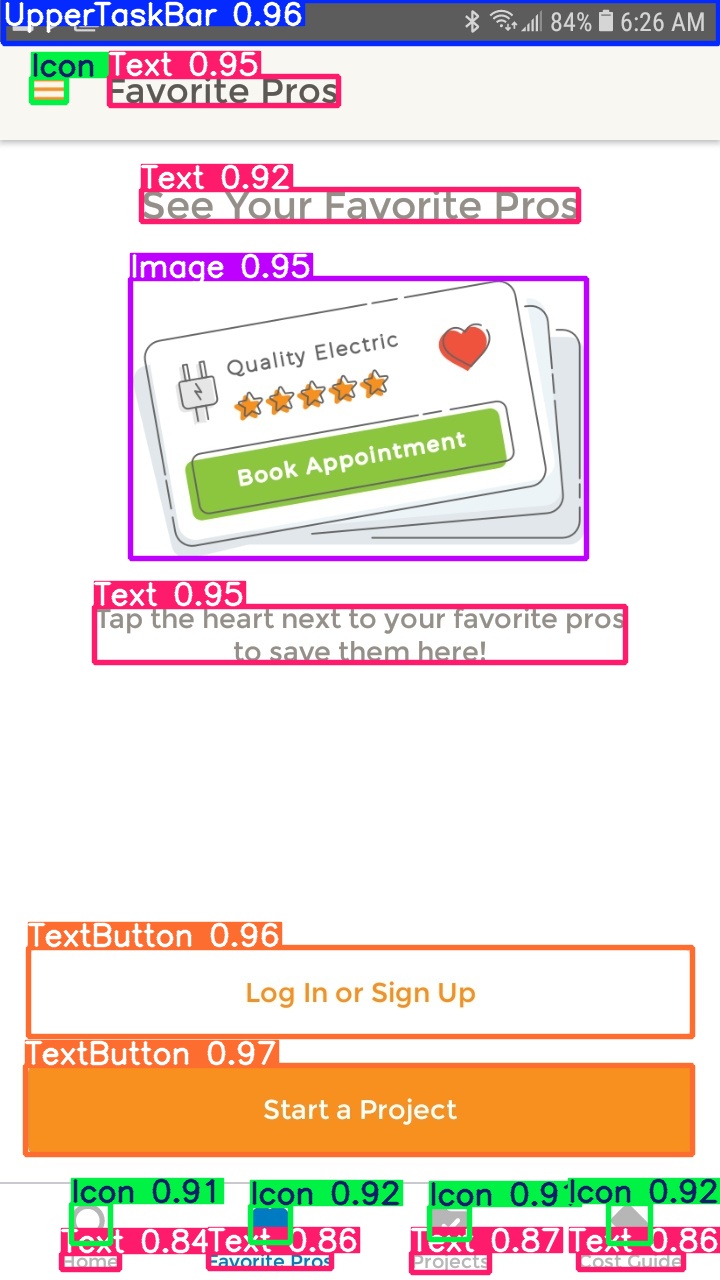 UpperTaskBar 0.96
84% 6:26 AM
Icon Text 0.95
Favorite Pros
Text 0.92
See Your Favorite Pros
Image 0.95
Quality Electric
Book Appointment
Text 0.95
Tap the heart next to your favorite pros
to save them here!
TextButton 0.96
Log In or Sign Up
TextButton 0.97
Start a Project
Icon 0.91 Icon 0.92 Icon 0.91 Icon 0.92
Text 0.84 Text 0.86 Text 0.87 Text 0.86
Home Favorite Pros Projects Cost Guide